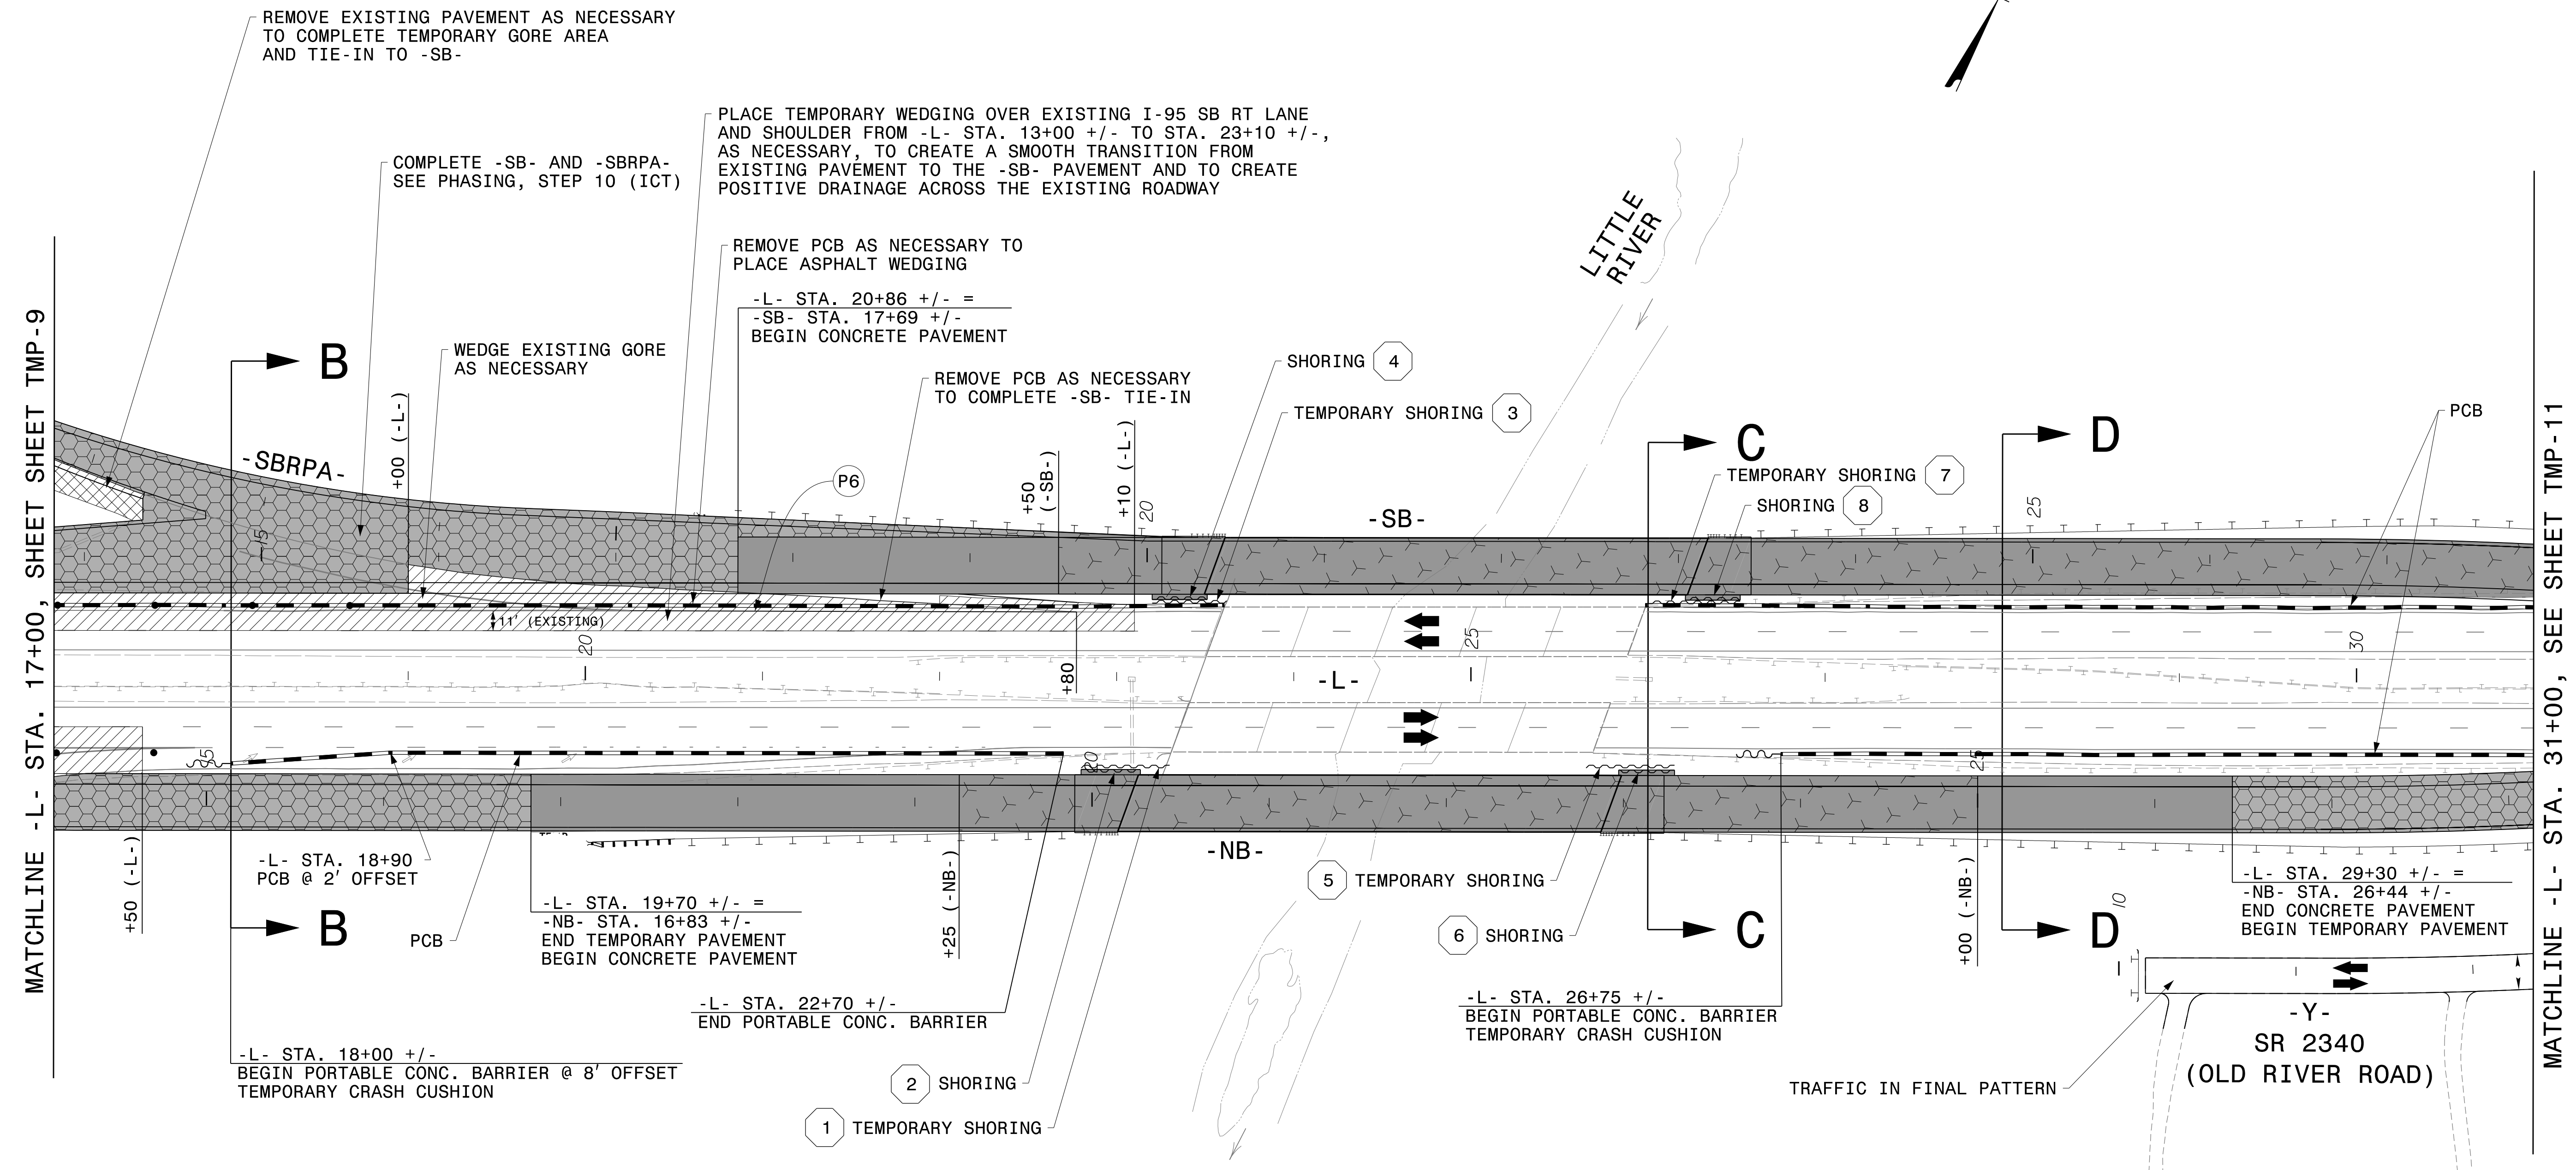 REMOVE EXISTING PAVEMENT AS NECESSARY
TO COMPLETE TEMPORARY GORE AREA
AND TIE-IN TO -SB-
PLACE TEMPORARY WEDGING OVER EXISTING I-95 SB RT LANE
AND SHOULDER FROM -L- STA. 13+00 +/- TO STA. 23+10 +/-,
AS NECESSARY, TO CREATE A SMOOTH TRANSITION FROM
EXISTING PAVEMENT TO THE -SB- PAVEMENT AND TO CREATE
POSITIVE DRAINAGE ACROSS THE EXISTING ROADWAY
COMPLETE -SB- AND -SBRPA-
SEE PHASING, STEP 10 (ICT)
REMOVE PCB AS NECESSARY TO
PLACE ASPHALT WEDGING
-L- STA. 20+86 +/- =
-SB- STA. 17+69 +/-
BEGIN CONCRETE PAVEMENT
WEDGE EXISTING GORE
AS NECESSARY
REMOVE PCB AS NECESSARY
TO COMPLETE -SB- TIE-IN
LITTLE
RIVER
SHORING 4
TEMPORARY SHORING 3
PCB
B
C
D
TEMPORARY SHORING 7
SHORING 8
MATCHLINE -L- STA. 17+00, SHEET SHEET TMP-9
MATCHLINE -L- STA. 31+00, SEE SHEET TMP-11
-SBRPA-
+00 (-L-)
P6
+50
(-SB-)
+10 (-L-)
20
-SB-
25
15
11' (EXISTING)
20
25
30
+80
-L-
15
20
25
-NB-
+50 (-L-)
-L- STA. 18+90
PCB @ 2' OFFSET
PCB
B
-L- STA. 19+70 +/- =
-NB- STA. 16+83 +/-
END TEMPORARY PAVEMENT
BEGIN CONCRETE PAVEMENT
+25 (-NB-)
5 TEMPORARY SHORING
6 SHORING
C
+00 (-NB-)
D
10
-L- STA. 29+30 +/- =
-NB- STA. 26+44 +/-
END CONCRETE PAVEMENT
BEGIN TEMPORARY PAVEMENT
-L- STA. 22+70 +/-
END PORTABLE CONC. BARRIER
-L- STA. 26+75 +/-
BEGIN PORTABLE CONC. BARRIER
TEMPORARY CRASH CUSHION
-L- STA. 18+00 +/-
BEGIN PORTABLE CONC. BARRIER @ 8' OFFSET
TEMPORARY CRASH CUSHION
2 SHORING
1 TEMPORARY SHORING
-Y-
SR 2340
(OLD RIVER ROAD)
TRAFFIC IN FINAL PATTERN